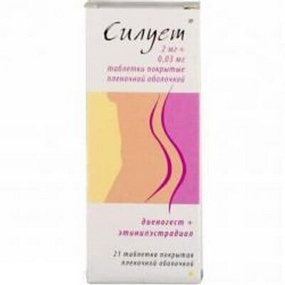 Силует®
2 мг +
0,03 мг
таблетки покрытые
пленочной оболочкой
диеногест +
этинилэстрадиол
21 таблетка покрытая
пленочной оболочкой